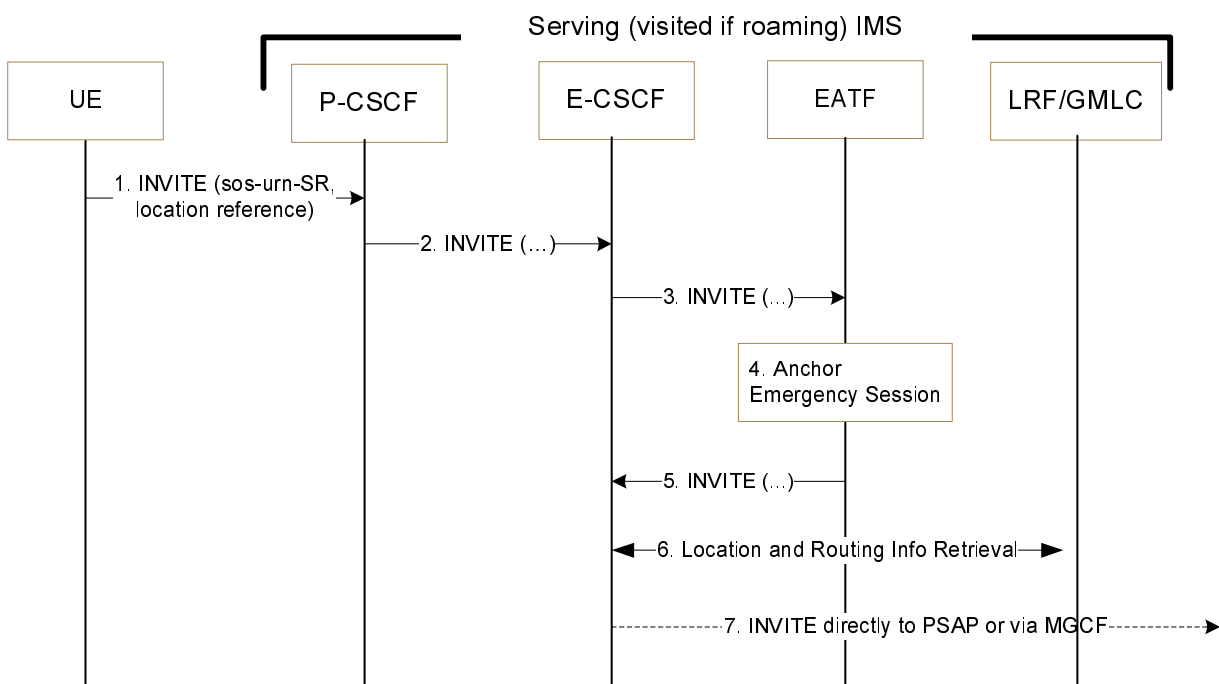 Serving (visited if roaming) IMS
UE
P-CSCF
E-CSCF
EATF
LRF/GMLC
1. INVITE (sos-urn-SR,
location reference)
2. INVITE (...)
3. INVITE (...)
4. Anchor
Emergency Session
5. INVITE (...)
6. Location and Routing Info Retrieval
7. INVITE directly to PSAP or via MGCF